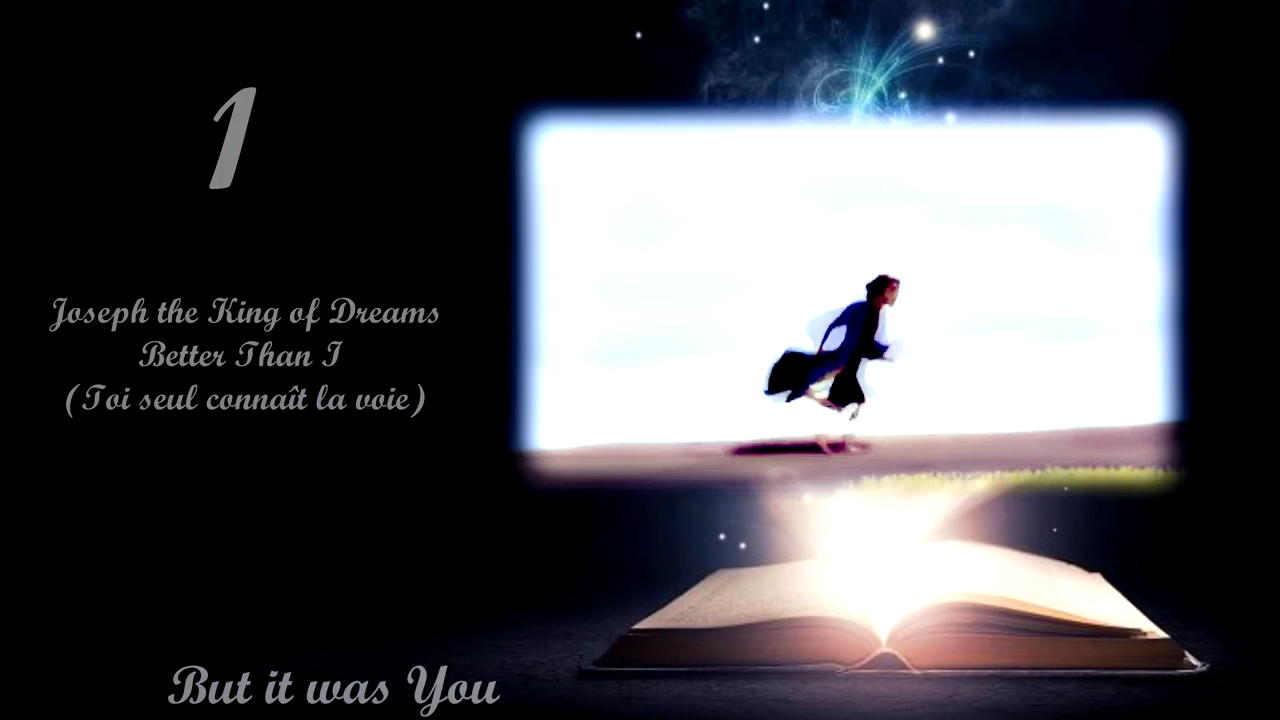 1
Joseph the King of Dreams
Better Than I
(Toi seul connaît la voie)
But it was You